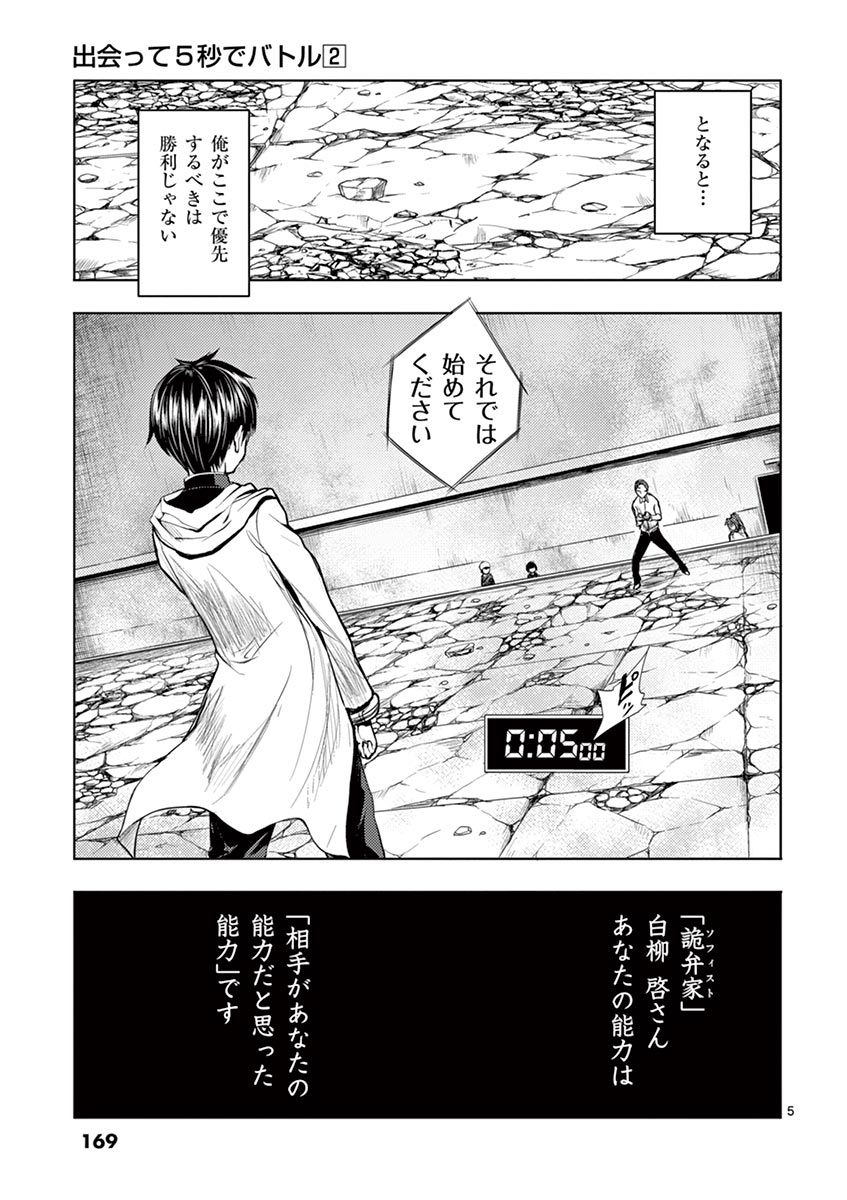 出会って5秒でバトル2
となると…
俺がここで優先
するべきは
勝利じゃない
それでは
始めて
ください
ピッ
0:0500
「詭弁家」
ソフィスト
白柳 啓さん
あなたの能力は
「相手があなたの
能力だと思った
能力」です
5
169